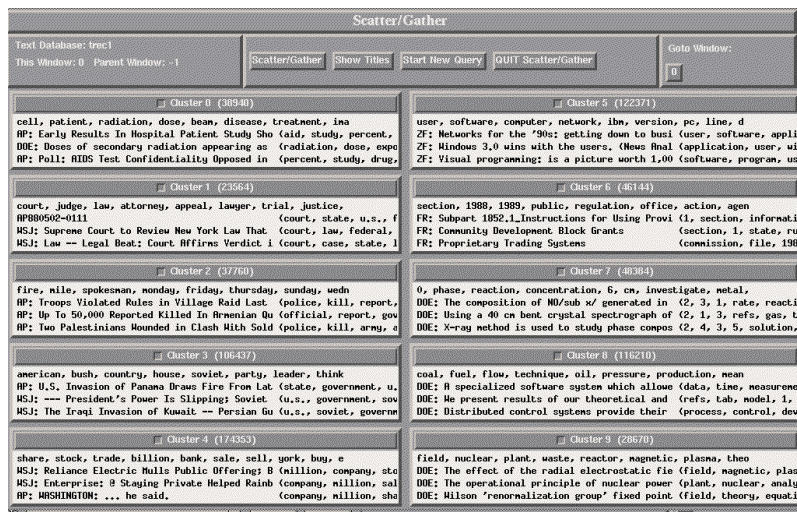 Scatter/Gather
Text Database: trec1
This Window: 0 Parent Window: -1
Scatter/Gather Show Titles Start New Query QUIT Scatter/Gather
Goto Window:
0
Cluster 0 (38940)
cell, patient, radiation, dose, beam, disease, treatment, ima
AP: Early Results In Hospital Patient Study Sho (aid, study, percent,
DOE: Doses of secondary radiation appearing as (radiation, dose, expo
AP: Poll: AIDS Test Confidentiality Opposed in (percent, study, drug,
Cluster 1 (23564)
court, judge, law, attorney, appeal, lawyer, trial, justice,
AP880502-0111 (court, state, u.s., f
WSJ: Supreme Court to Review New York Law That (court, law, federal,
WSJ: Law -- Legal Beat: Court Affirms Verdict i (court, case, state, l
Cluster 2 (37760)
fire, mile, spokesman, monday, friday, thursday, sunday, wedn
AP: Troops Violated Rules in Village Raid Last (police, kill, report,
AP: Up To 50,000 Reported Killed In Armenian Qu (official, report, gov
AP: Two Palestinians Wounded in Clash With Sold (police, kill, army, a
Cluster 3 (106437)
american, bush, country, house, soviet, party, leader, think
AP: U.S. Invasion of Panama Draws Fire From Lat (state, government, u.
WSJ: --- President's Power Is Slipping; Soviet (u.s., government, sov
WSJ: The Iraqi Invasion of Kuwait -- Persian Gu (u.s., soviet, governm
Cluster 4 (174353)
share, stock, trade, billion, bank, sale, sell, york, buy, e
WSJ: Reliance Electric Mulls Public Offering; B (million, company, sto
WSJ: Enterprise: @ Staying Private Helped Rainb (company, million, sal
AP: WASHINGTON: ... he said. (company, million, sha
Cluster 5 (122371)
user, software, computer, network, ibm, version, pc, line, d
ZF: Networks for the '90s: getting down to busi (user, software, appli
ZF: Windows 3.0 wins with the users. (News Anal (application, user, wi
ZF: Visual programming: is a picture worth 1,00 (software, program, us
Cluster 6 (46144)
section, 1988, 1989, public, regulation, office, action, agen
FR: Subpart 1852.1_Instructions for Using Provi (1, section, informati
FR: Community Development Block Grants (section, 1, state, ru
FR: Proprietary Trading Systems (commission, file, 198
Cluster 7 (48384)
0, phase, reaction, concentration, 6, cm, investigate, metal,
DOE: The composition of NO/sub x/ generated in (2, 3, 1, rate, reacti
DOE: Using a 40 cm bent crystal spectrograph of (2, 1, 3, refs, gas, t
DOE: X-ray method is used to study phase compos (2, 4, 3, 5, solution,
Cluster 8 (116210)
coal, fuel, flow, technique, oil, pressure, production, mean
DOE: A specialized software system which allowe (data, time, measureme
DOE: We present results of our theoretical and (refs, tab, model, 1,
DOE: Distributed control systems provide their (process, control, dev
Cluster 9 (28670)
field, nuclear, plant, waste, reactor, magnetic, plasma, theo
DOE: The effect of the radial electrostatic fie (field, magnetic, plas
DOE: The operational principle of nuclear power (plant, nuclear, analy
DOE: Wilson 'renormalization group' fixed point (field, theory, equati